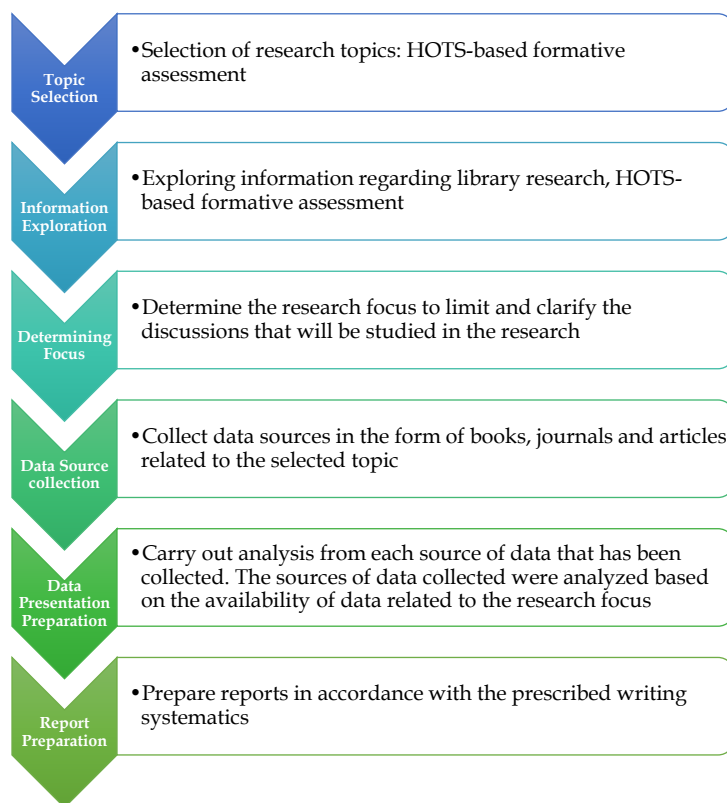 Topic
Selection
•Selection of research topics: HOTS-based formative
assessment
Information
Exploration
•Exploring information regarding library research, HOTS-
based formative assessment
Determining
Focus
•Determine the research focus to limit and clarify the
discussions that will be studied in the research
Data Source
collection
•Collect data sources in the form of books, journals and articles
related to the selected topic
Data
Presentation
Preparation
•Carry out analysis from each source of data that has been
collected. The sources of data collected were analyzed based
on the availability of data related to the research focus
Report
Preparation
•Prepare reports in accordance with the prescribed writing
systematics